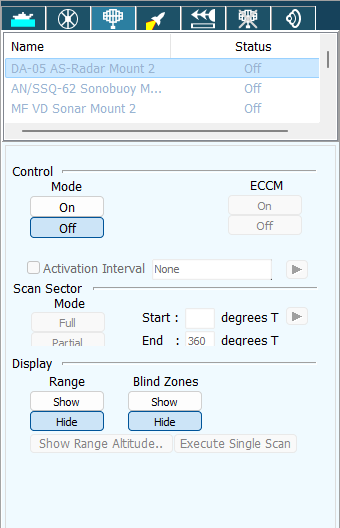 Name Status
DA-05 AS-Radar Mount 2 Off
AN/SSQ-62 Sonobuoy M... Off
MF VD Sonar Mount 2 Off
Control
Mode ECCM
On On
Off Off
Activation Interval None
Scan Sector
Mode
Full Start : degrees T
Partial End : 360 degrees T
Display
Range Blind Zones
Show Show
Hide Hide
Show Range Altitude.. Execute Single Scan